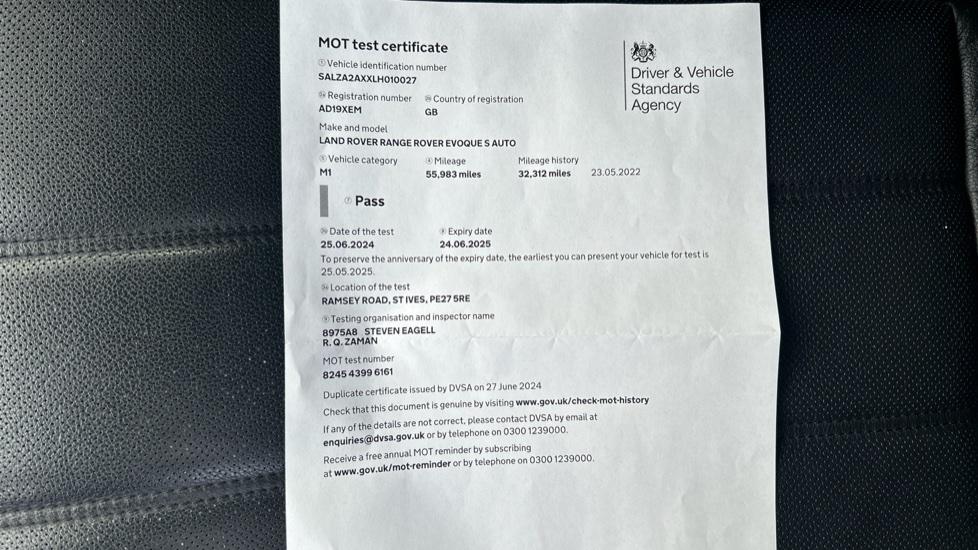 MOT test certificate
Vehicle identification number
SALZA2AXXLH010027
Registration number
Country of registration
AD19XEM
GB
Make and model
LAND ROVER RANGE ROVER EVOQUE S AUTO
Vehicle category
Mileage
Mileage history
M1
55,983 miles
32,312 miles 23.05.2022
Pass
Date of the test
Expiry date
25.06.2024
24.06.2025
To preserve the anniversary of the expiry date, the earliest you can present your vehicle for test is
25.05.2025.
Location of the test
RAMSEY ROAD, ST IVES, PE27 5RE
Testing organisation and inspector name
8975A8 STEVEN EAGELL
R. Q. ZAMAN
MOT test number
8245 4399 6161
Duplicate certificate issued by DVSA on 27 June 2024
Check that this document is genuine by visiting www.gov.uk/check-mot-history
If any of the details are not correct, please contact DVSA by email at
enquiries@dvsa.gov.uk or by telephone on 0300 1239000.
Receive a free annual MOT reminder by subscribing
at www.gov.uk/mot-reminder or by telephone on 0300 1239000.
Driver & Vehicle
Standards
Agency